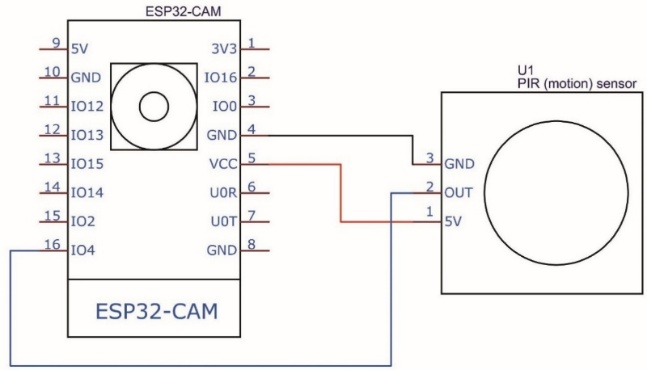 ESP32-CAM
9 5V 3V3 1
10 GND IO16 2
11 IO12 IO0 3
12 IO13 GND 4
13 IO15 VCC 5
14 IO14 U0R 6
15 IO2 U0T 7
16 IO4 GND 8
ESP32-CAM
U1
PIR (motion) sensor
3 GND
2 OUT
1 5V